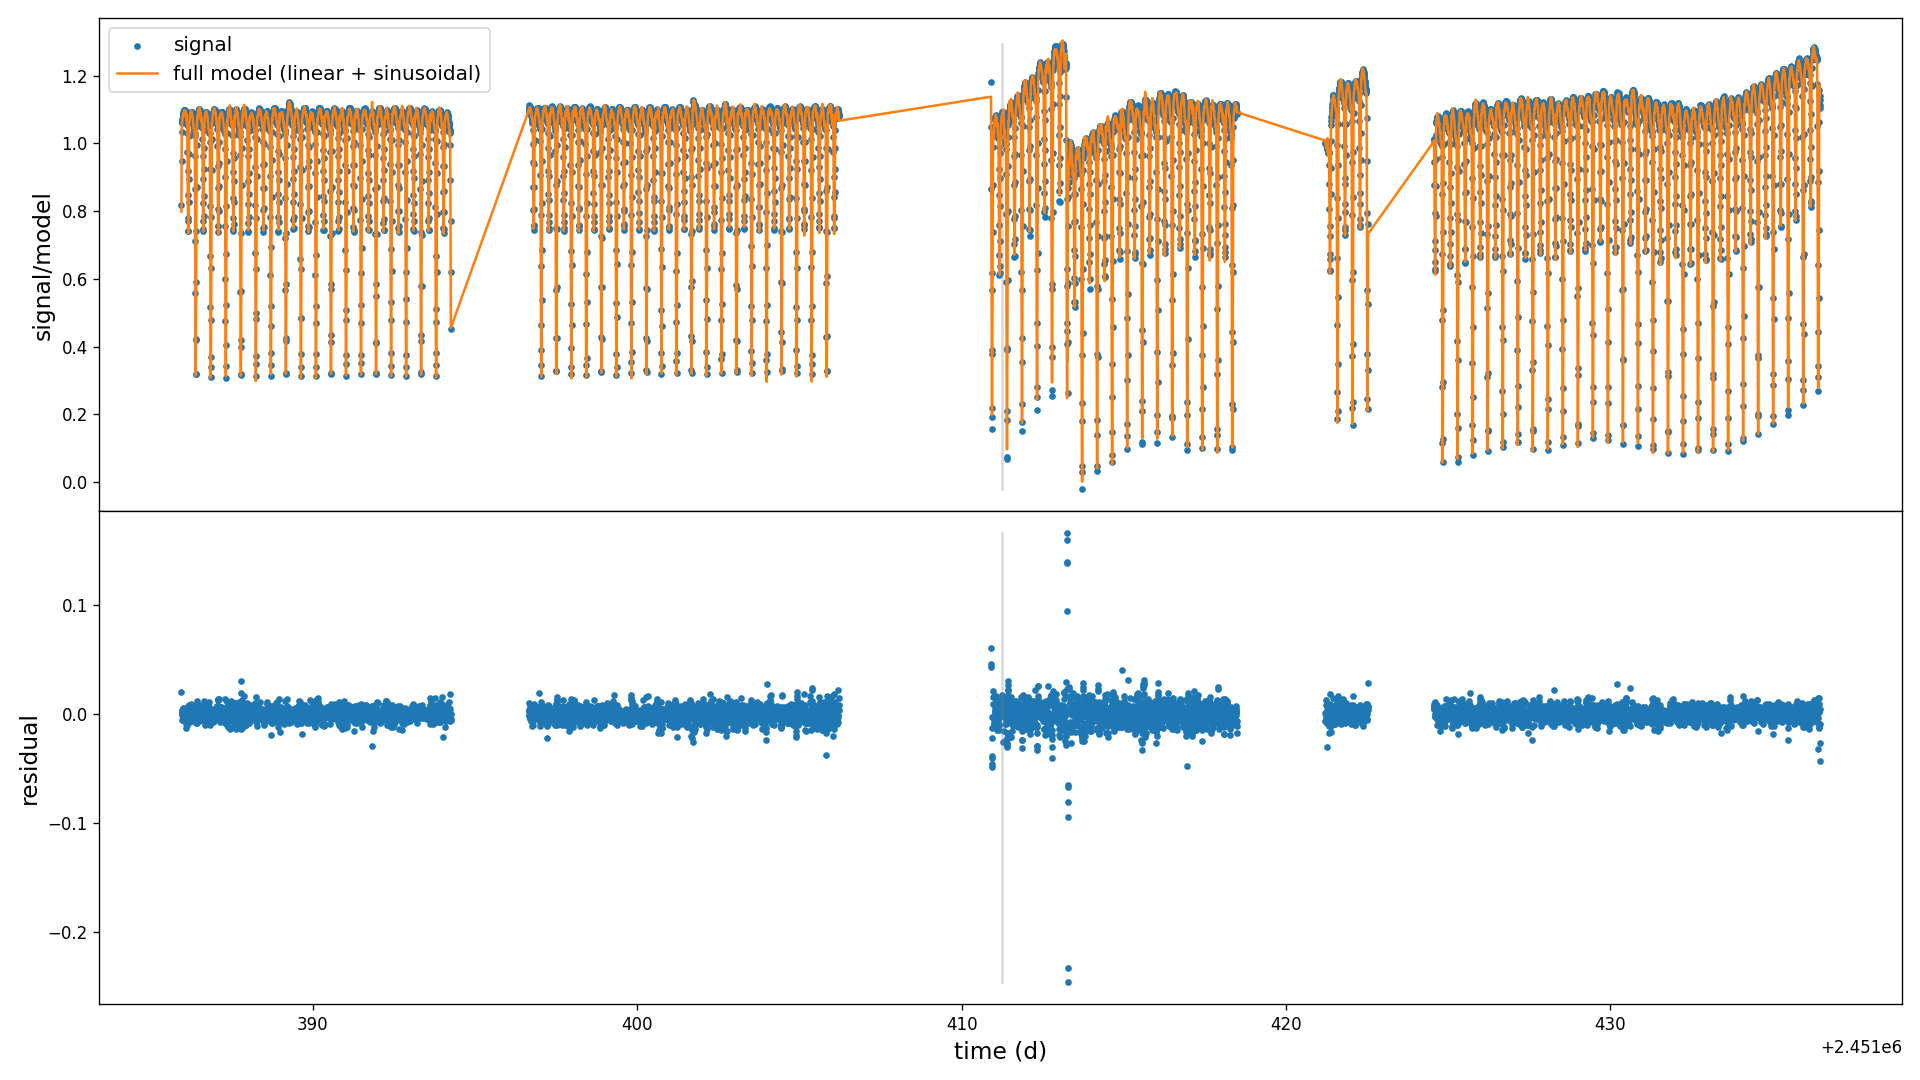 signal
full model (linear + sinusoidal)
signal/model
1.2
1.0
0.8
0.6
0.4
0.2
0.0
residual
0.1
0.0
−0.1
−0.2
390
400
410
420
430
time (d)
+2.451e6